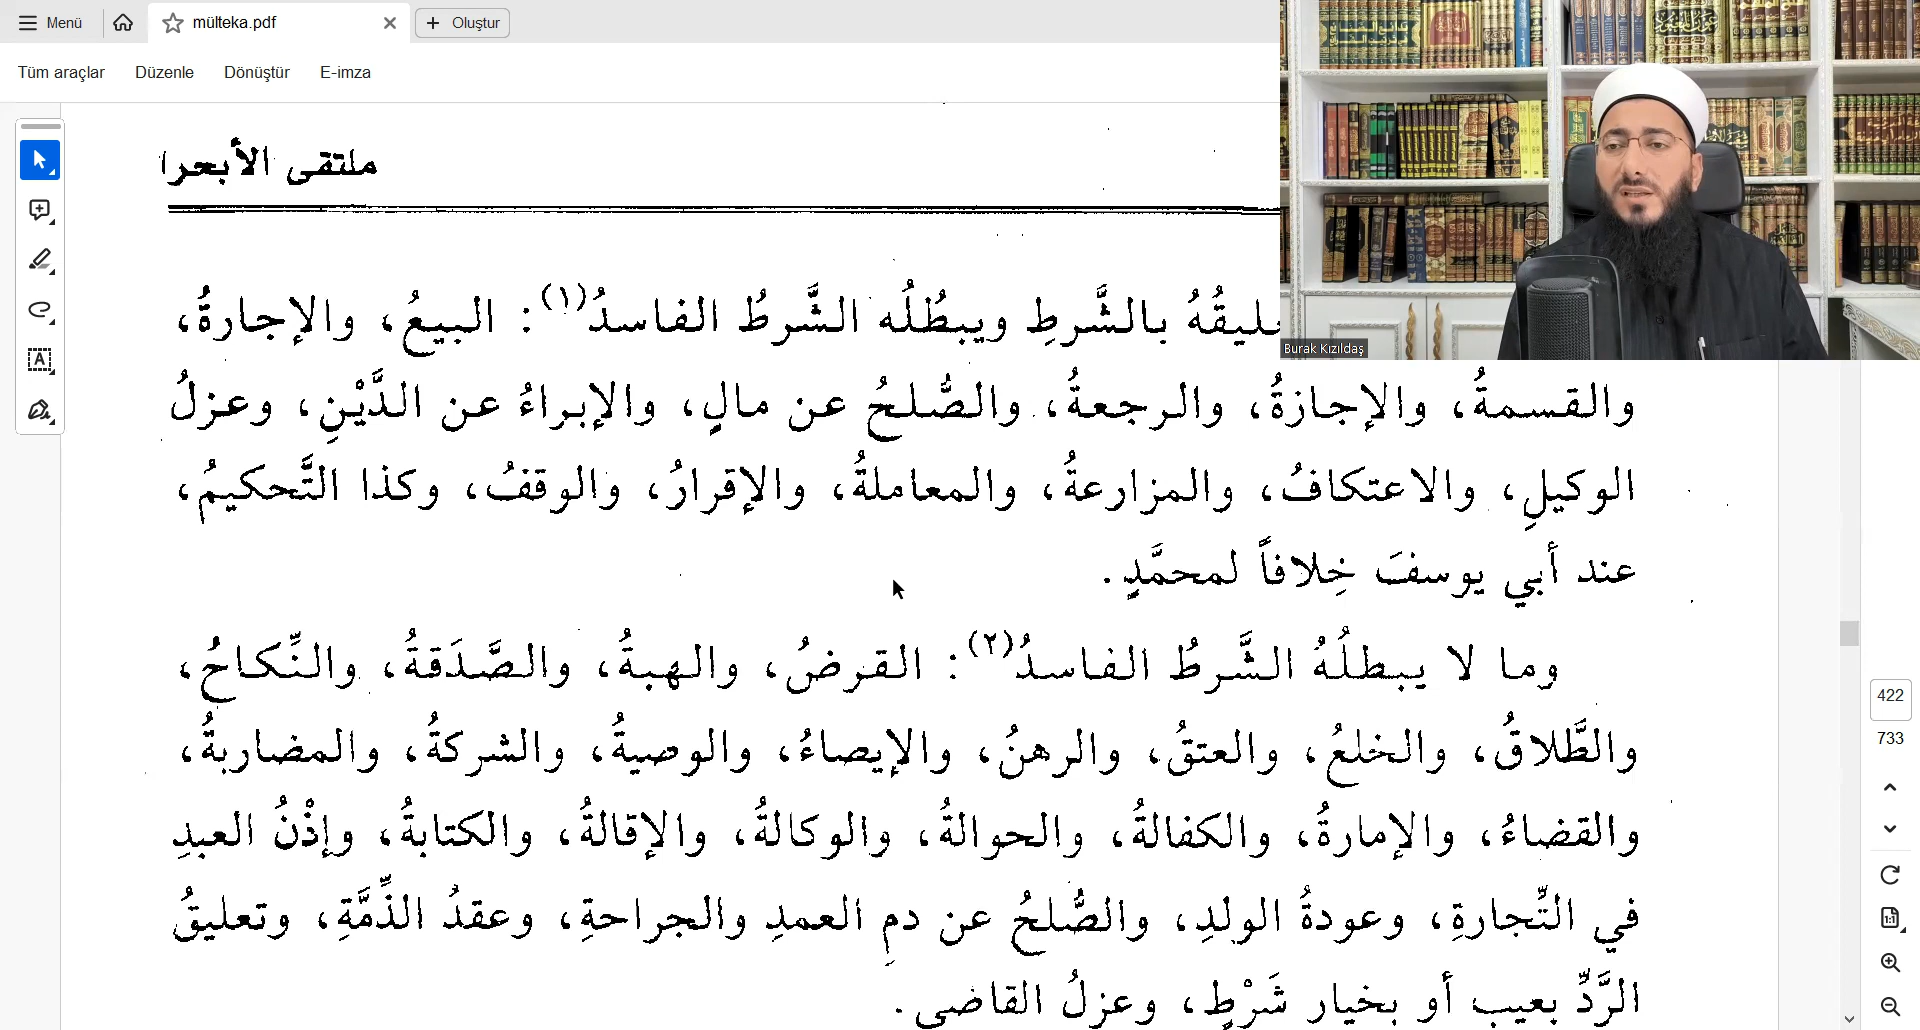 Menü
mülteka.pdf
Oluştur
Tüm araçlar
Düzenle
Dönüştür
E-imza
ملتقى الأبحرا
بالشَّرطِ ويبطُلُه الشَّرطُ الفاسدُ(١): البيعُ، والإجارةُ،
والقسمةُ، والإجازةُ، والرجعةُ، والصُّلحُ عن مالٍ، والإبراءُ عن الدَّيْنِ، وعزلُ
الوكيلِ، والاعتكافُ، والمزارعةُ، والمعاملةُ، والإقرارُ، والوقفُ، وكذا التَّحكيمُ،
عند أبي يوسفَ خِلافاً لمحمَّدٍ.
وما لا يبطلُهُ الشَّرطُ الفاسدُ(٢): القرضُ، والهبةُ، والصَّدَقةُ، والنِّكاحُ،
والطَّلاقُ، والخلعُ، والعتقُ، والرهنُ، والإيصاءُ، والوصيةُ، والشركةُ، والمضاربةُ،
والقضاءُ، والإمارةُ، والكفالةُ، والحوالةُ، والوكالةُ، والإقالةُ، والكتابةُ، وإذْنُ العبدِ
في التِّجارةِ، وعودةُ الولدِ، والصُّلحُ عن دمِ العمدِ والجراحةِ، وعقدُ الذِّمَّةِ، وتعليقُ
الرَّدِّ بعيب أو بخيار شَرْطٍ، وعزلُ القاضي.
Burak Kızıldaş
422
733